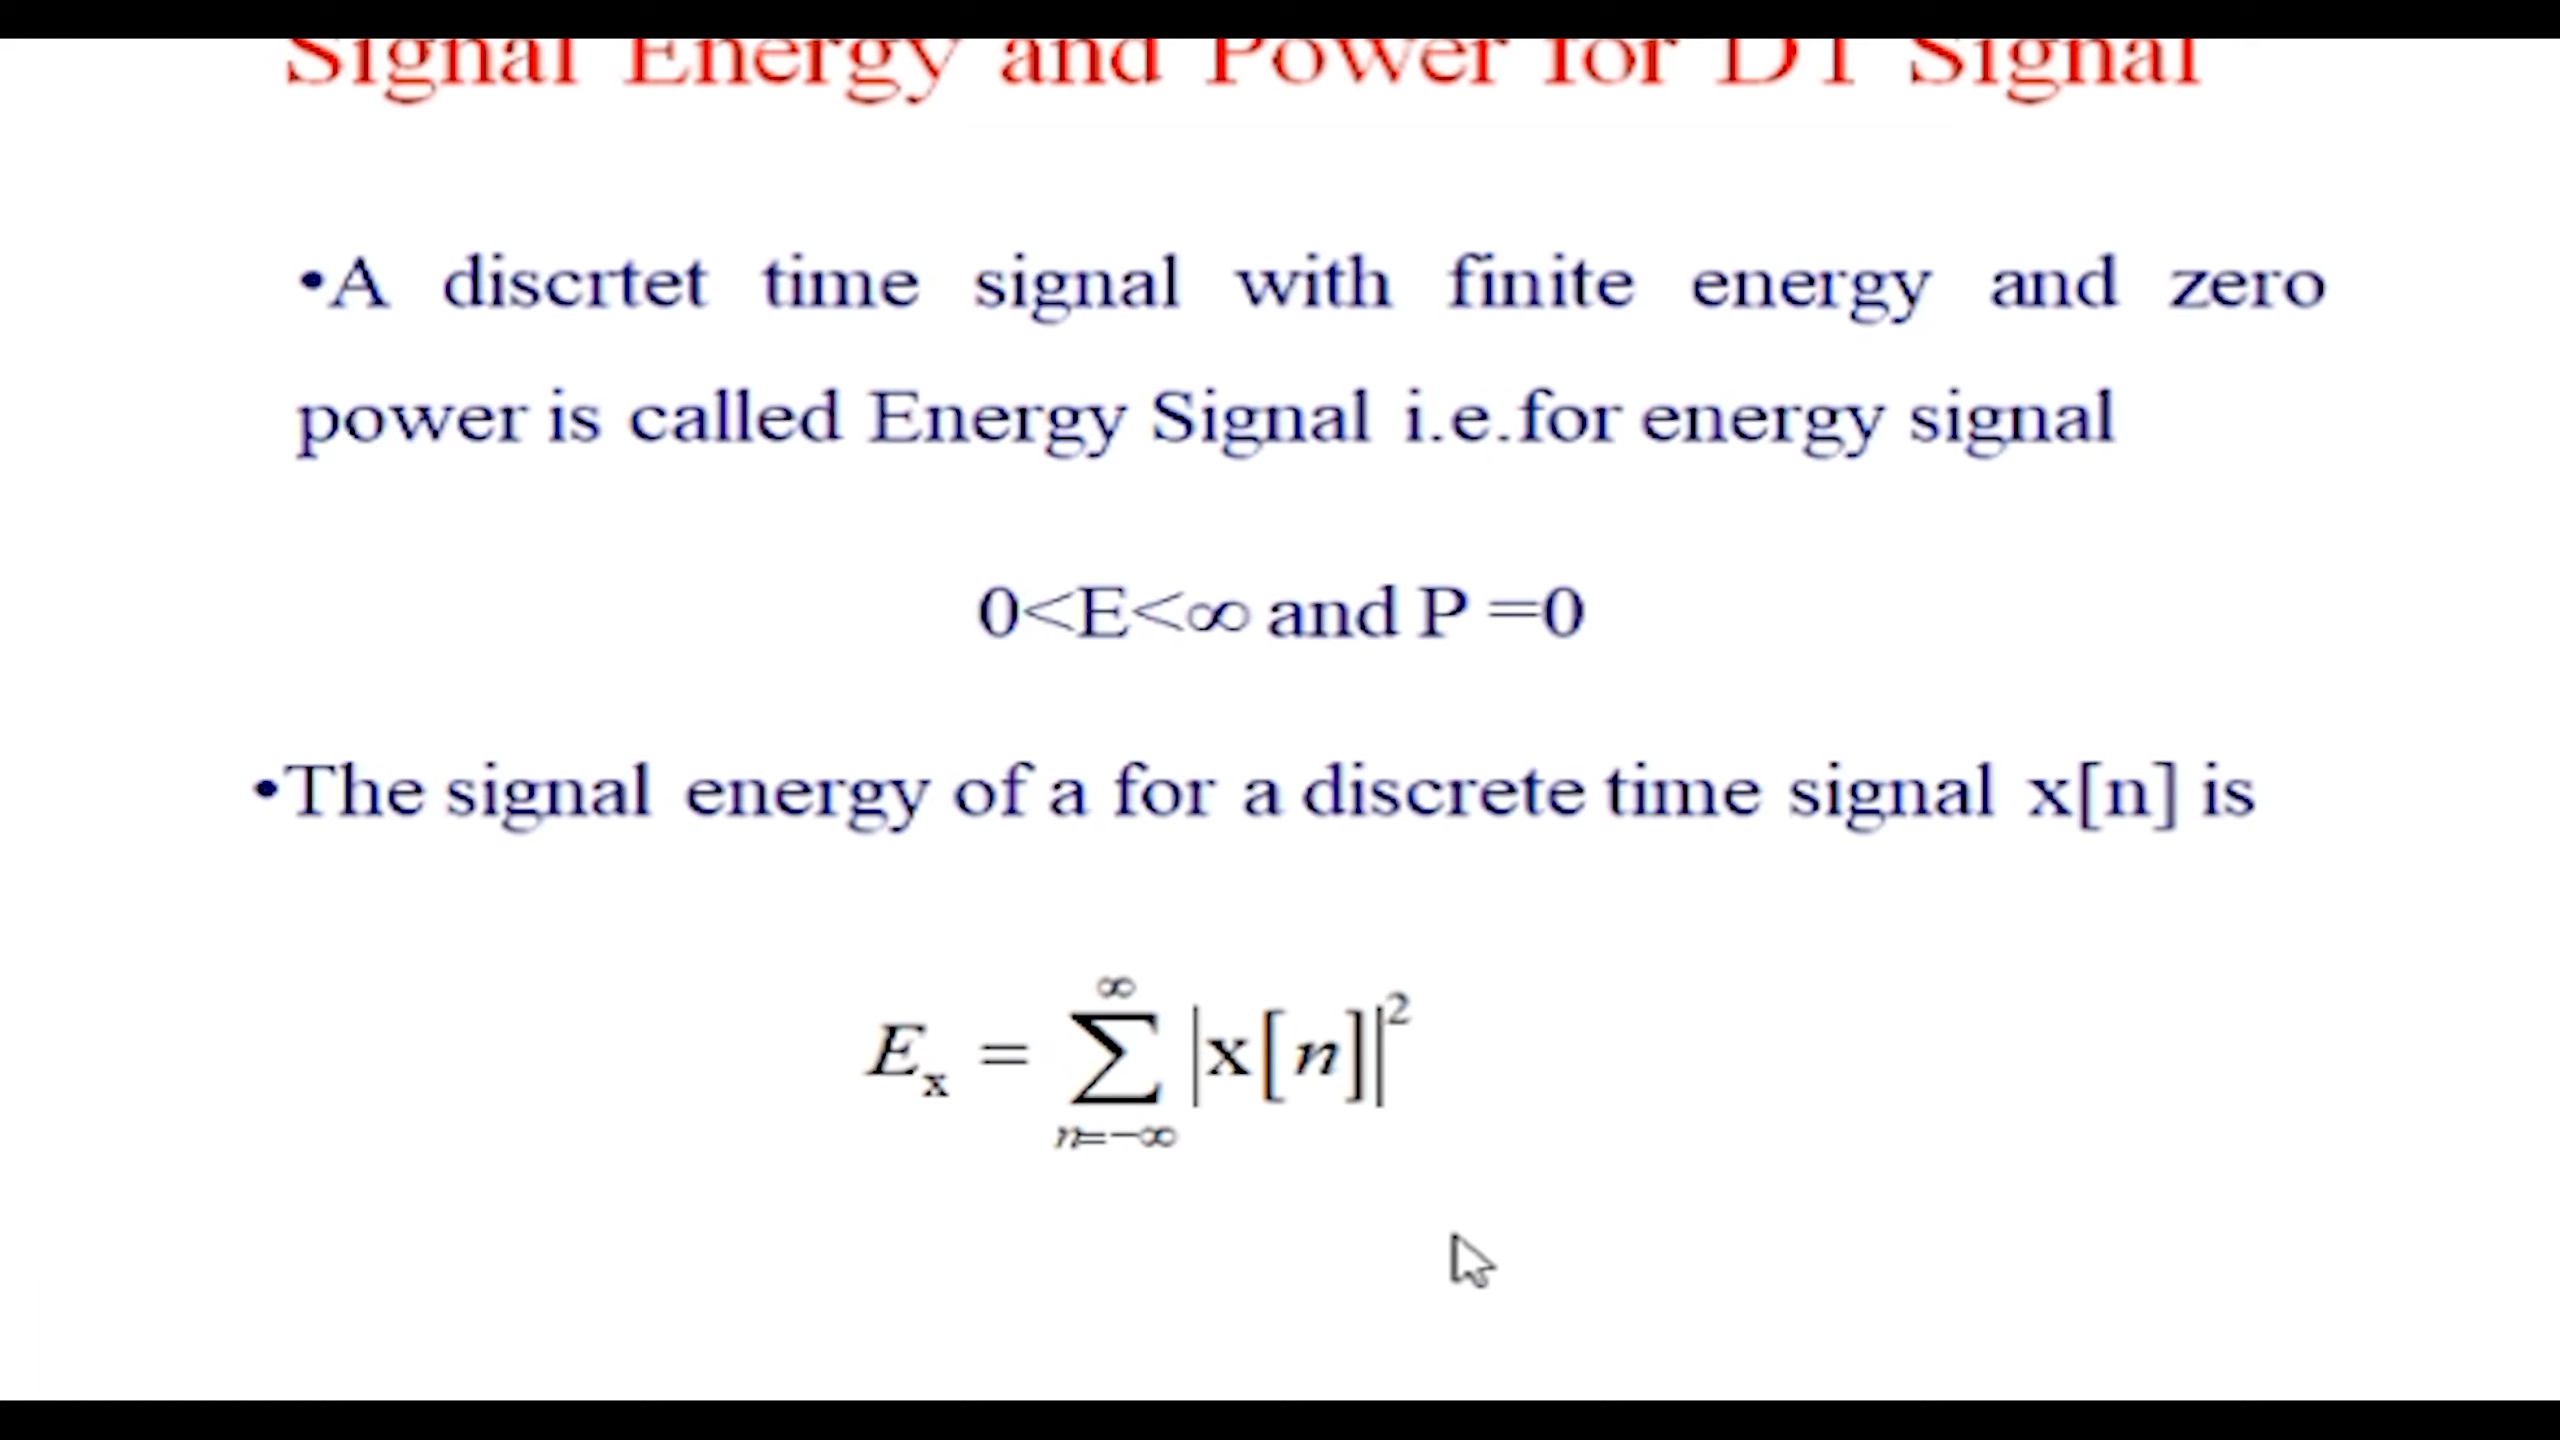 Signal Energy and Power for DT Signal
•A discrtet time signal with finite energy and zero
power is called Energy Signal i.e.for energy signal
0<E<∞ and P =0
•The signal energy of a for a discrete time signal x[n] is
Eₓ = ∑ |x[n]|² n=-∞ ∞